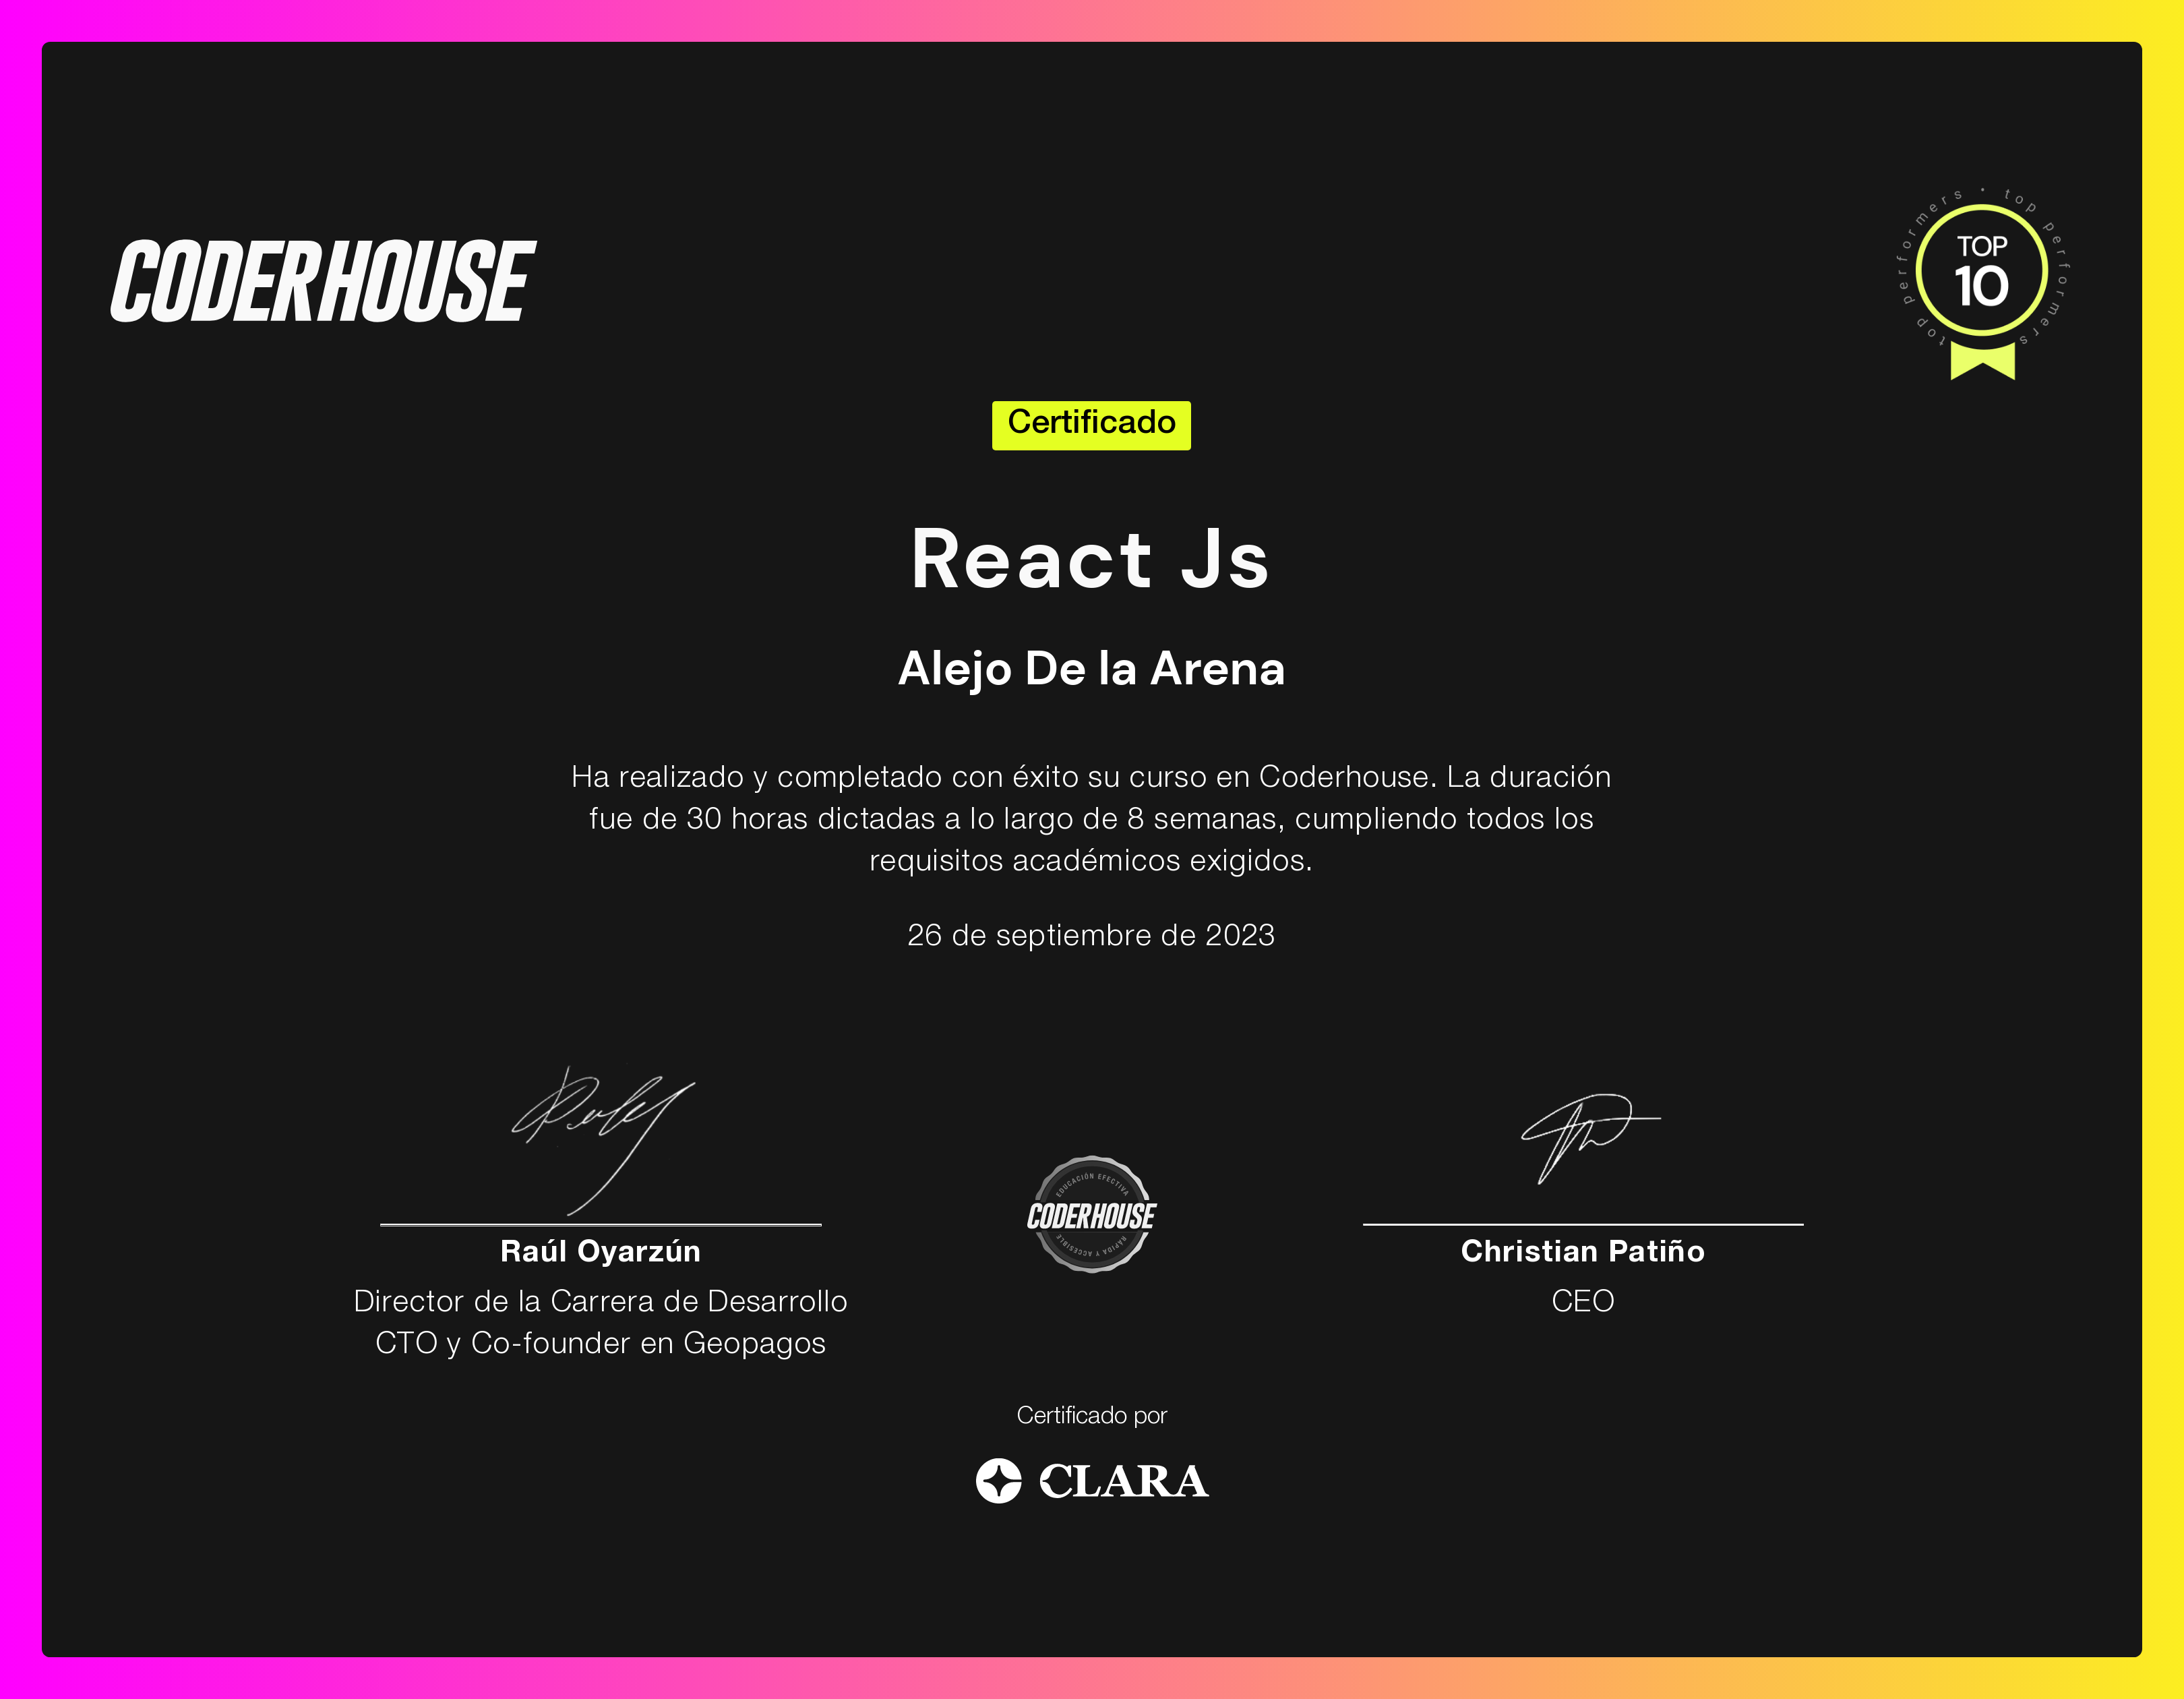 CODERHOUSE
top performers • top performers
TOP
10
Certificado
React Js
Alejo De la Arena
Ha realizado y completado con éxito su curso en Coderhouse. La duración
fue de 30 horas dictadas a lo largo de 8 semanas, cumpliendo todos los
requisitos académicos exigidos.
26 de septiembre de 2023
EDUCACIÓN EFECTIVA
CODERHOUSE
RÁPIDA Y ACCESIBLE
Raúl Oyarzún
Director de la Carrera de Desarrollo
CTO y Co-founder en Geopagos
Christian Patiño
CEO
Certificado por
CLARA